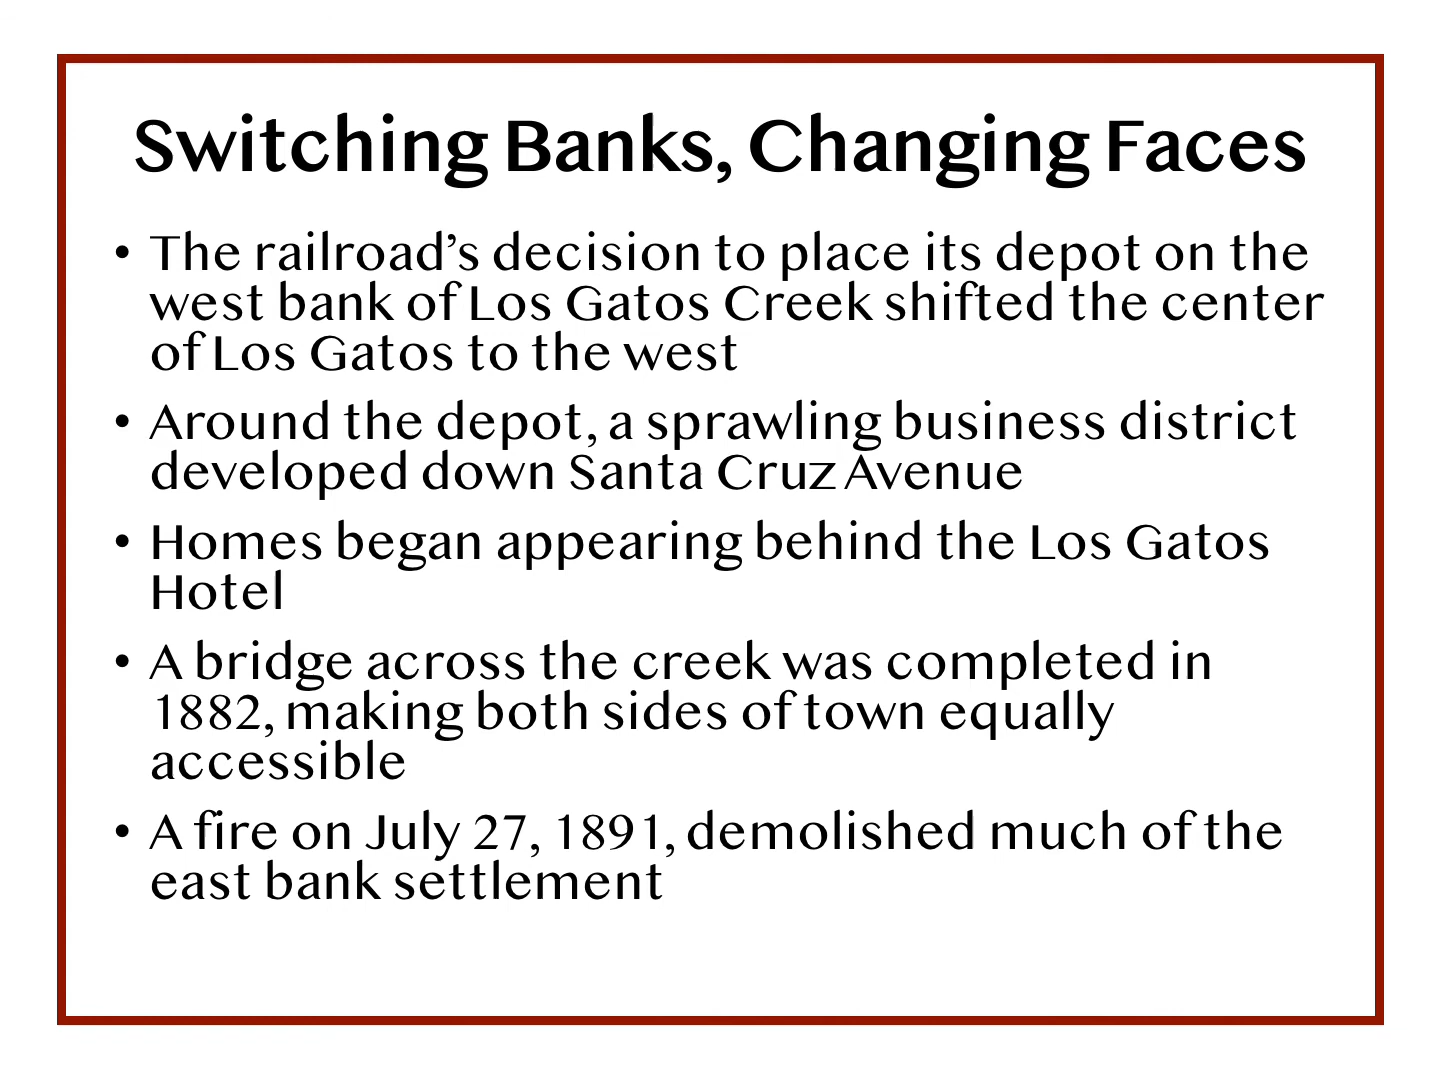 Switching Banks, Changing Faces
• The railroad’s decision to place its depot on the
west bank of Los Gatos Creek shifted the center
of Los Gatos to the west
• Around the depot, a sprawling business district
developed down Santa Cruz Avenue
• Homes began appearing behind the Los Gatos
Hotel
• A bridge across the creek was completed in
1882, making both sides of town equally
accessible
• A fire on July 27, 1891, demolished much of the
east bank settlement